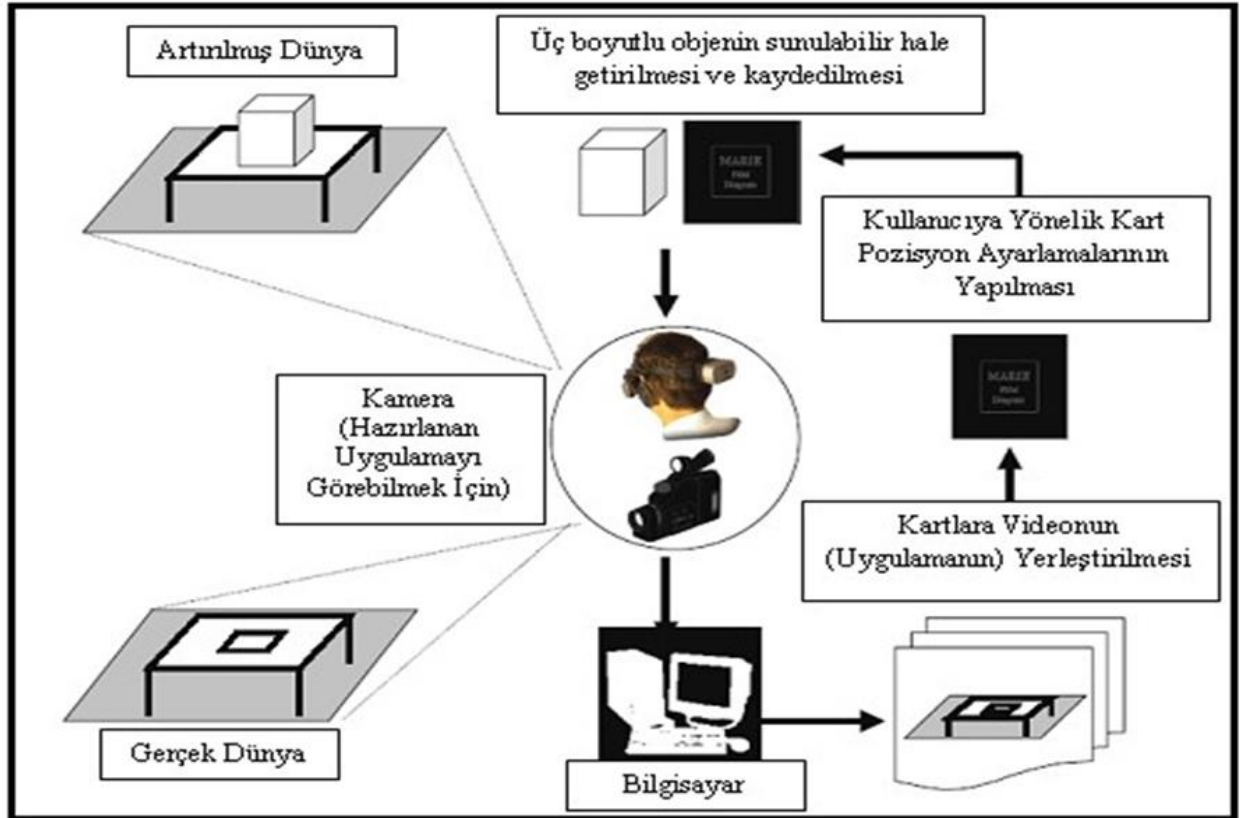 Artırılmış Dünya
Üç boyutlu objenin sunulabilir hale
getirilmesi ve kaydedilmesi
Kullanıcıya Yönelik Kart
Pozisyon Ayarlamalarının
Yapılması
Kamera
(Hazırlanan
Uygulamayı
Görebilmek İçin)
Kartlara Videonun
(Uygulamanın) Yerleştirilmesi
Gerçek Dünya
Bilgisayar